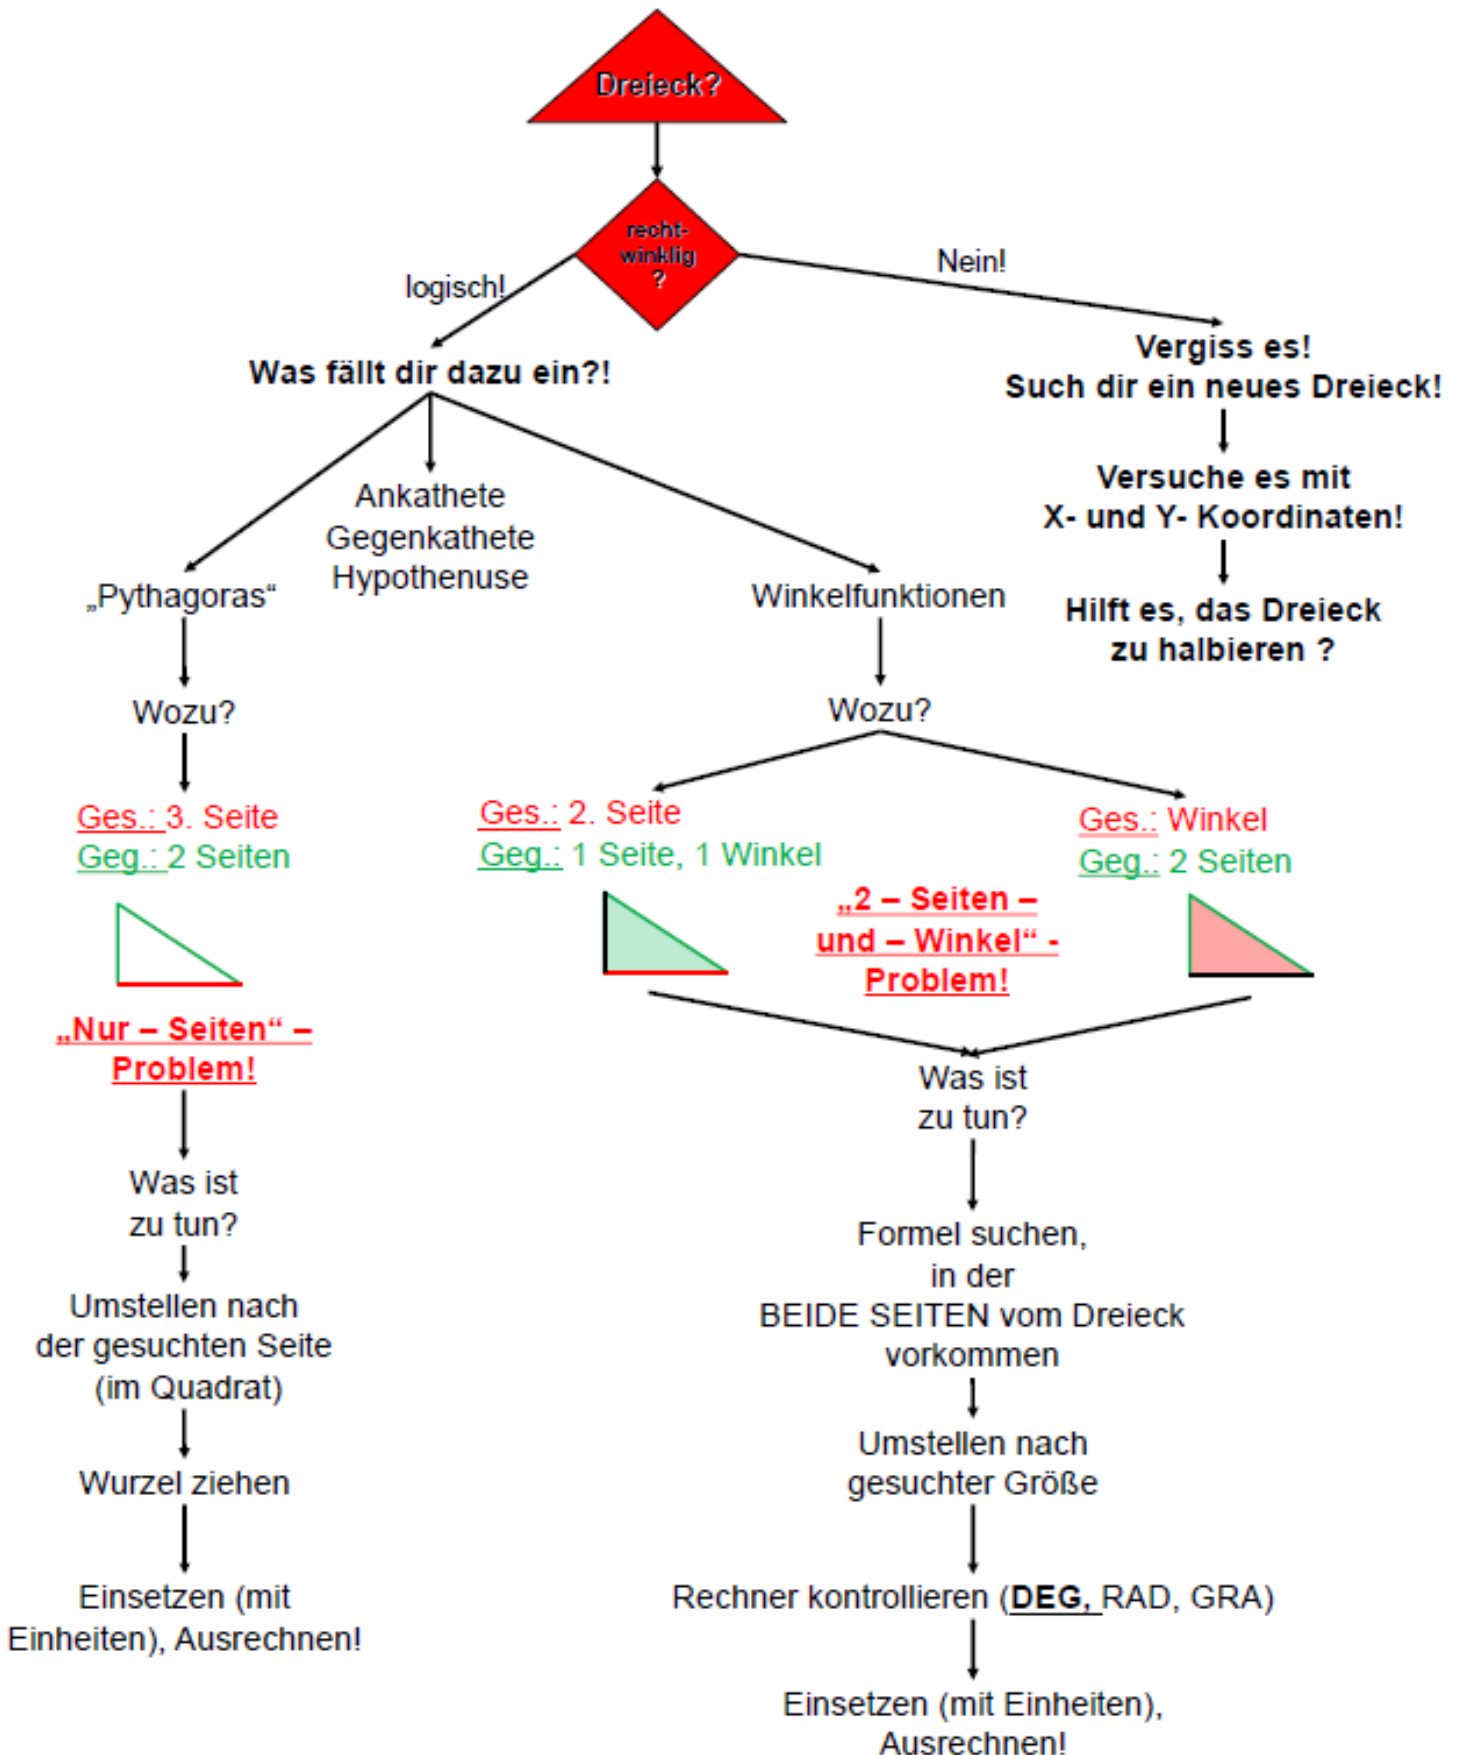 Dreieck?
recht-
winklig
?
logisch!
Nein!
Was fällt dir dazu ein?!
Vergiss es!
Such dir ein neues Dreieck!
Versuche es mit
X- und Y- Koordinaten!
Hilft es, das Dreieck
zu halbieren ?
„Pythagoras“
Ankathete
Gegenkathete
Hypothenuse
Winkelfunktionen
Wozu?
Ges.: 3. Seite
Geg.: 2 Seiten
„Nur – Seiten“ –
Problem!
Was ist
zu tun?
Umstellen nach
der gesuchten Seite
(im Quadrat)
Wurzel ziehen
Einsetzen (mit
Einheiten), Ausrechnen!
Wozu?
Ges.: 2. Seite
Geg.: 1 Seite, 1 Winkel
Ges.: Winkel
Geg.: 2 Seiten
„2 – Seiten –
und – Winkel“ -
Problem!
Was ist
zu tun?
Formel suchen,
in der
BEIDE SEITEN vom Dreieck
vorkommen
Umstellen nach
gesuchter Größe
Rechner kontrollieren (DEG, RAD, GRA)
Einsetzen (mit Einheiten),
Ausrechnen!